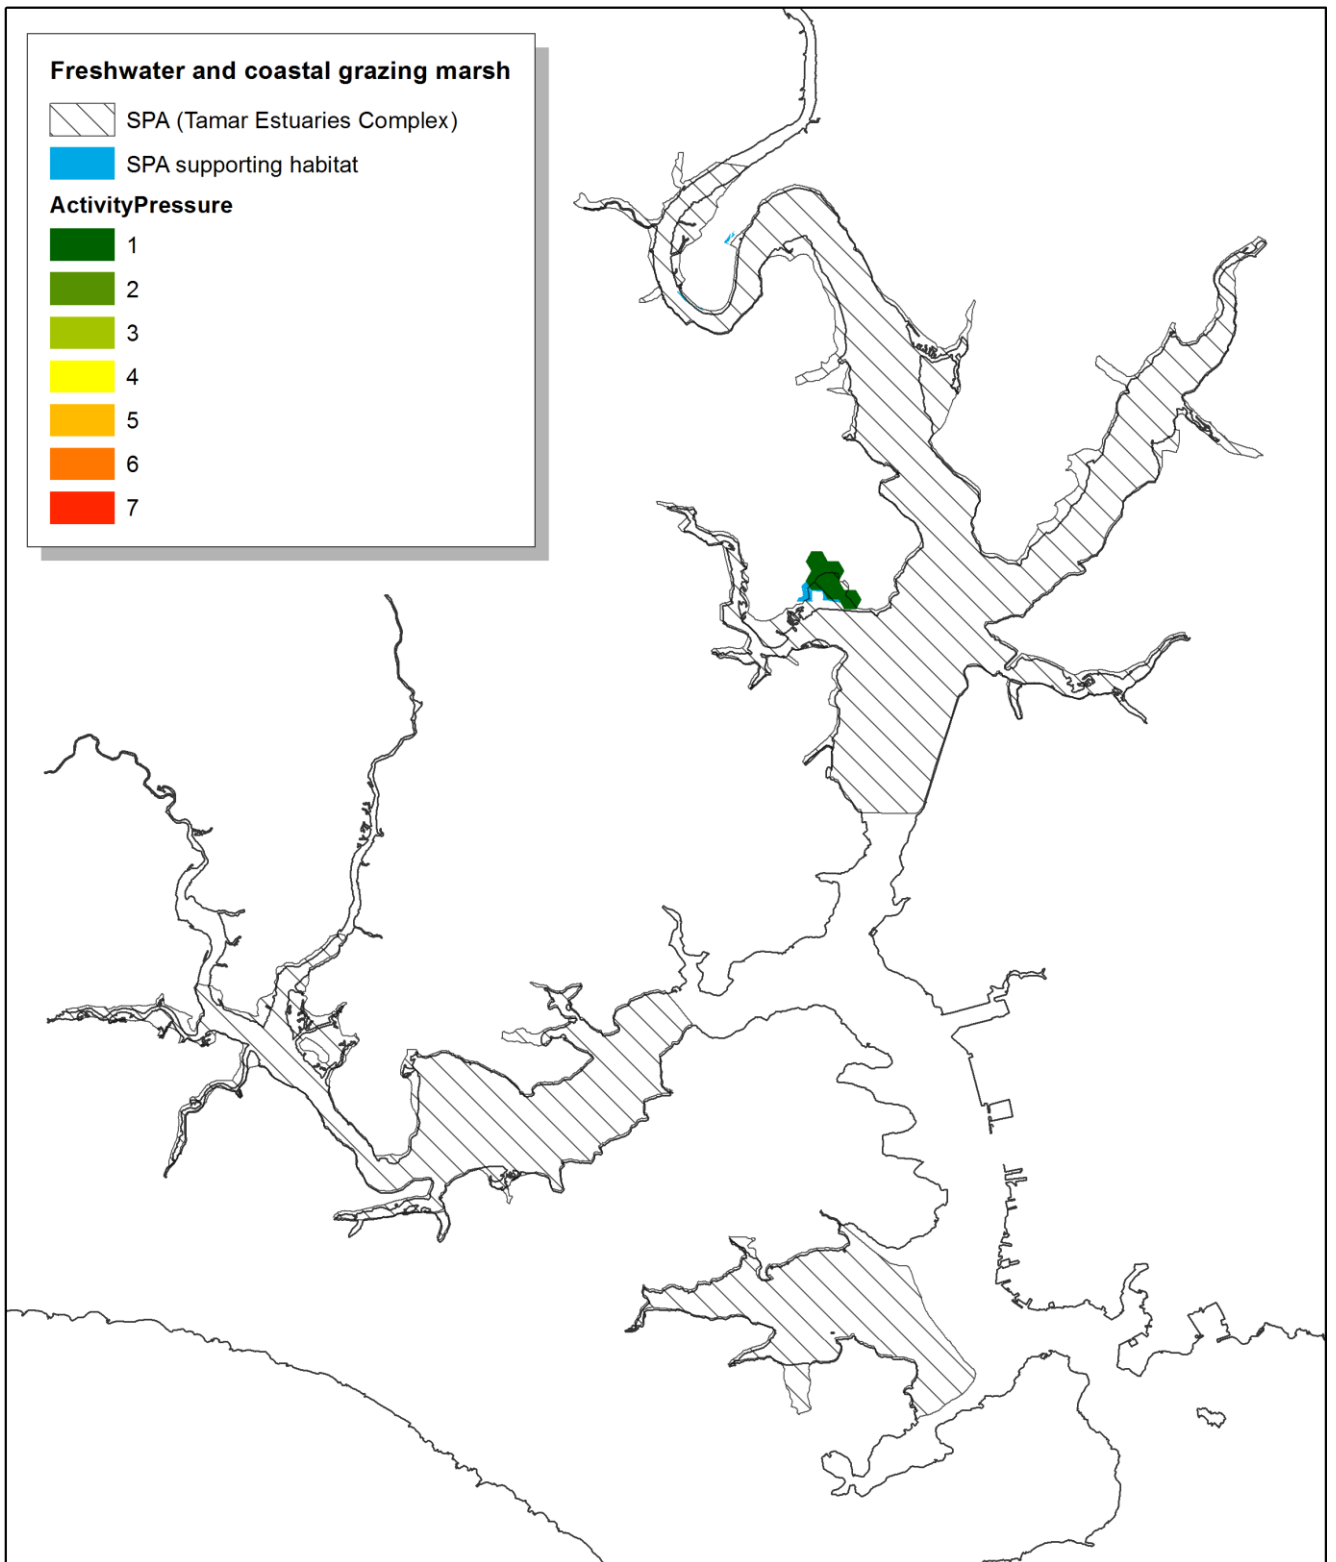 Freshwater and coastal grazing marsh
SPA (Tamar Estuaries Complex)
SPA supporting habitat
ActivityPressure
1
2
3
4
5
6
7